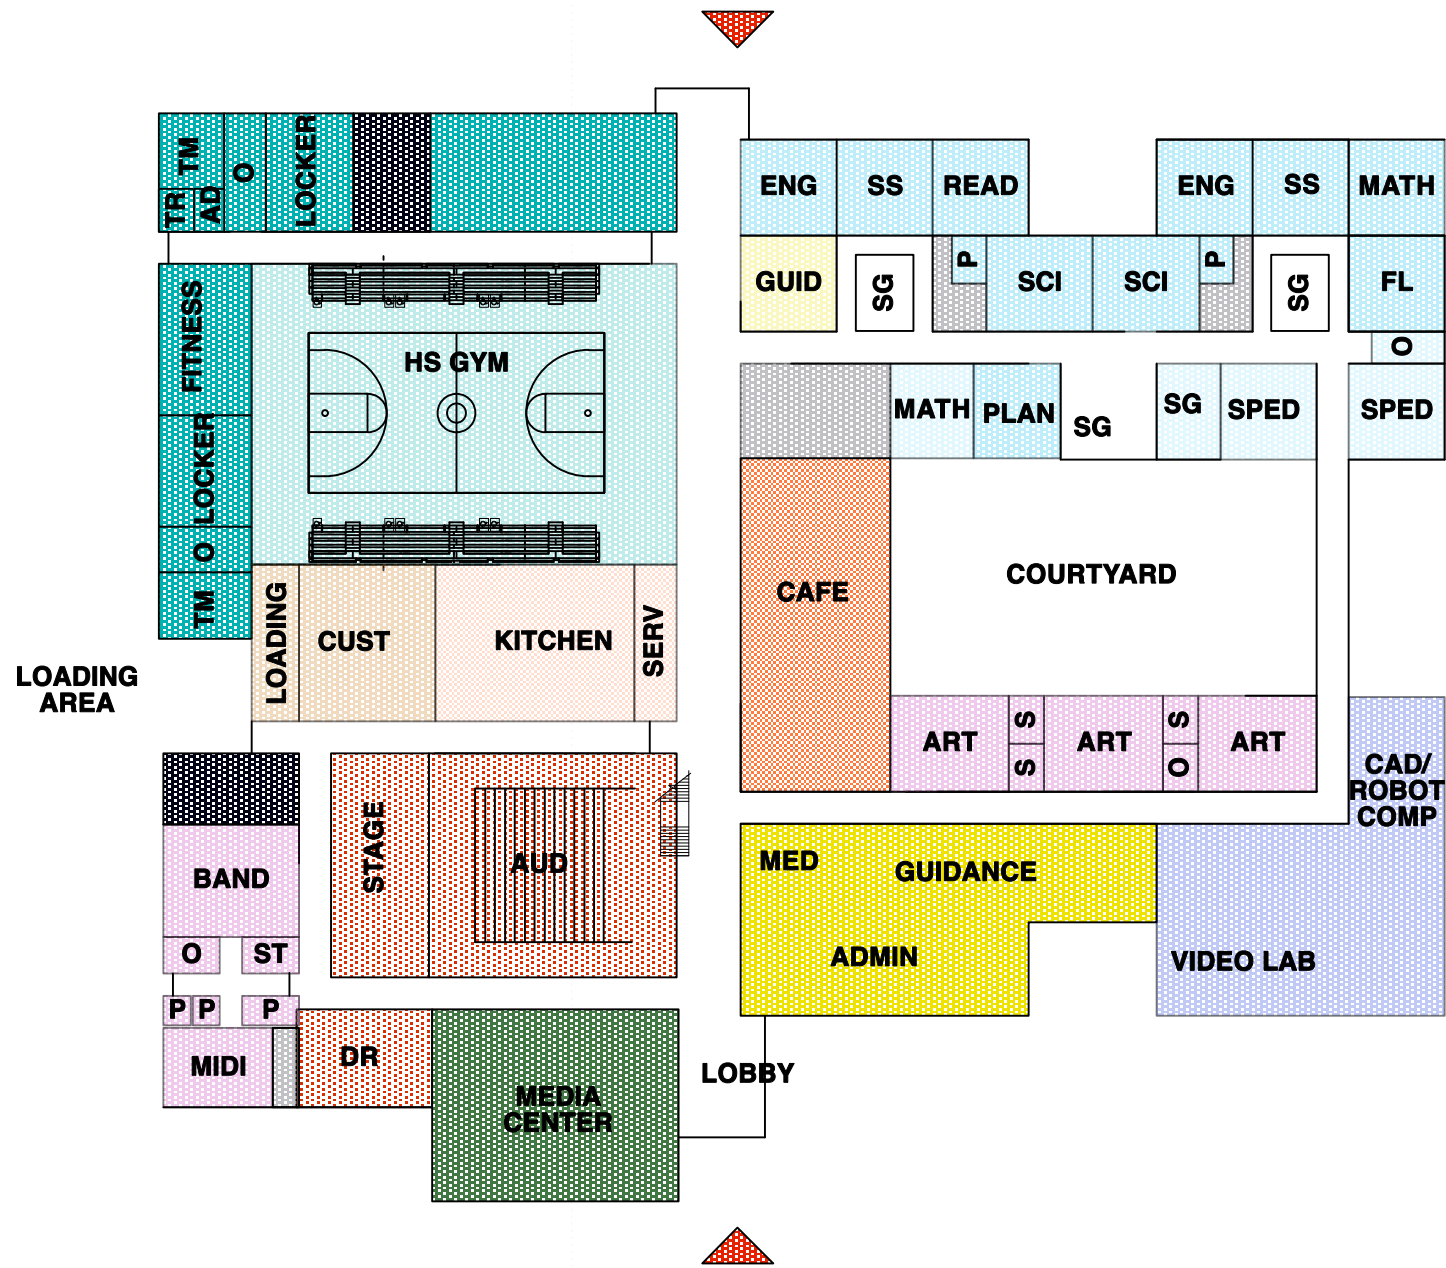 TM
TR
AD
O
LOCKER
ENG
SS
READ
ENG
SS
MATH
GUID
SG
P
SCI
SCI
P
SG
FL
O
FITNESS
HS GYM
LOCKER
O
TM
MATH
PLAN
SG
SG
SPED
SPED
LOADING
CUST
KITCHEN
SERV
CAFE
COURTYARD
LOADING
AREA
ART
S
S
ART
S
O
ART
CAD/
ROBOT
COMP
BAND
STAGE
AUD
MED
GUIDANCE
ADMIN
VIDEO LAB
O
ST
P
P
P
MIDI
DR
MEDIA
CENTER
LOBBY